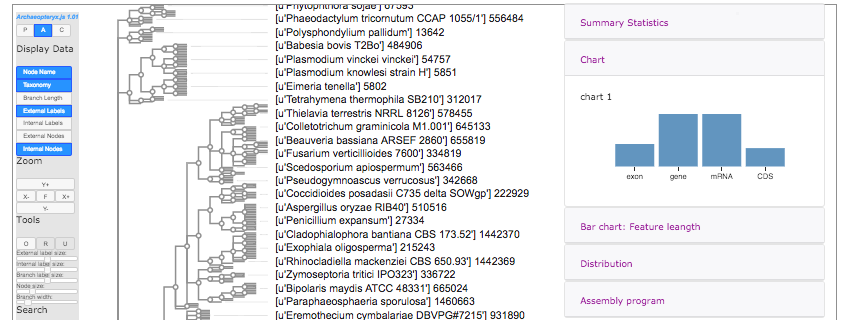 Archaeopteryx.js 1.01
P A C
Display Data
Node Name
Taxonomy
Branch Length
External Labels
Internal Labels
External Nodes
Internal Nodes
Zoom
Y+
X- F X+
Y-
Tools
O R U
External label size:
Internal label size:
Branch label size:
Node size:
Branch width:
Search
[u'Phytophthora sojae'] 67593
[u'Phaeodactylum tricornutum CCAP 1055/1'] 556484
[u'Polysphondylium pallidum'] 13642
[u'Babesia bovis T2Bo'] 484906
[u'Plasmodium vinckei vinckei'] 54757
[u'Plasmodium knowlesi strain H'] 5851
[u'Eimeria tenella'] 5802
[u'Tetrahymena thermophila SB210'] 312017
[u'Thielavia terrestris NRRL 8126'] 578455
[u'Colletotrichum graminicola M1.001'] 645133
[u'Beauveria bassiana ARSEF 2860'] 655819
[u'Fusarium verticillioides 7600'] 334819
[u'Scedosporium apiospermum'] 563466
[u'Pseudogymnoascus verrucosus'] 342668
[u'Coccidioides posadasii C735 delta SOWgp'] 222929
[u'Aspergillus oryzae RIB40'] 510516
[u'Penicillium expansum'] 27334
[u'Cladophialophora bantiana CBS 173.52'] 1442370
[u'Exophiala oligosperma'] 215243
[u'Rhinocladiella mackenziei CBS 650.93'] 1442369
[u'Zymoseptoria tritici IPO323'] 336722
[u'Bipolaris maydis ATCC 48331'] 665024
[u'Paraphaeosphaeria sporulosa'] 1460663
[u'Eremothecium cymbalariae DBVPG#7215'] 931890
Summary Statistics
Chart
chart 1
exon gene mRNA CDS
Bar chart: Feature leangth
Distribution
Assembly program